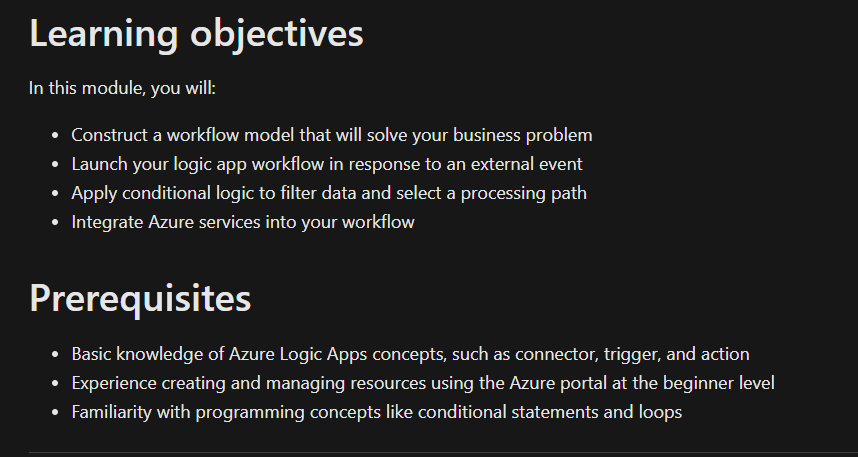 Learning objectives
In this module, you will:
• Construct a workflow model that will solve your business problem
• Launch your logic app workflow in response to an external event
• Apply conditional logic to filter data and select a processing path
• Integrate Azure services into your workflow
Prerequisites
• Basic knowledge of Azure Logic Apps concepts, such as connector, trigger, and action
• Experience creating and managing resources using the Azure portal at the beginner level
• Familiarity with programming concepts like conditional statements and loops